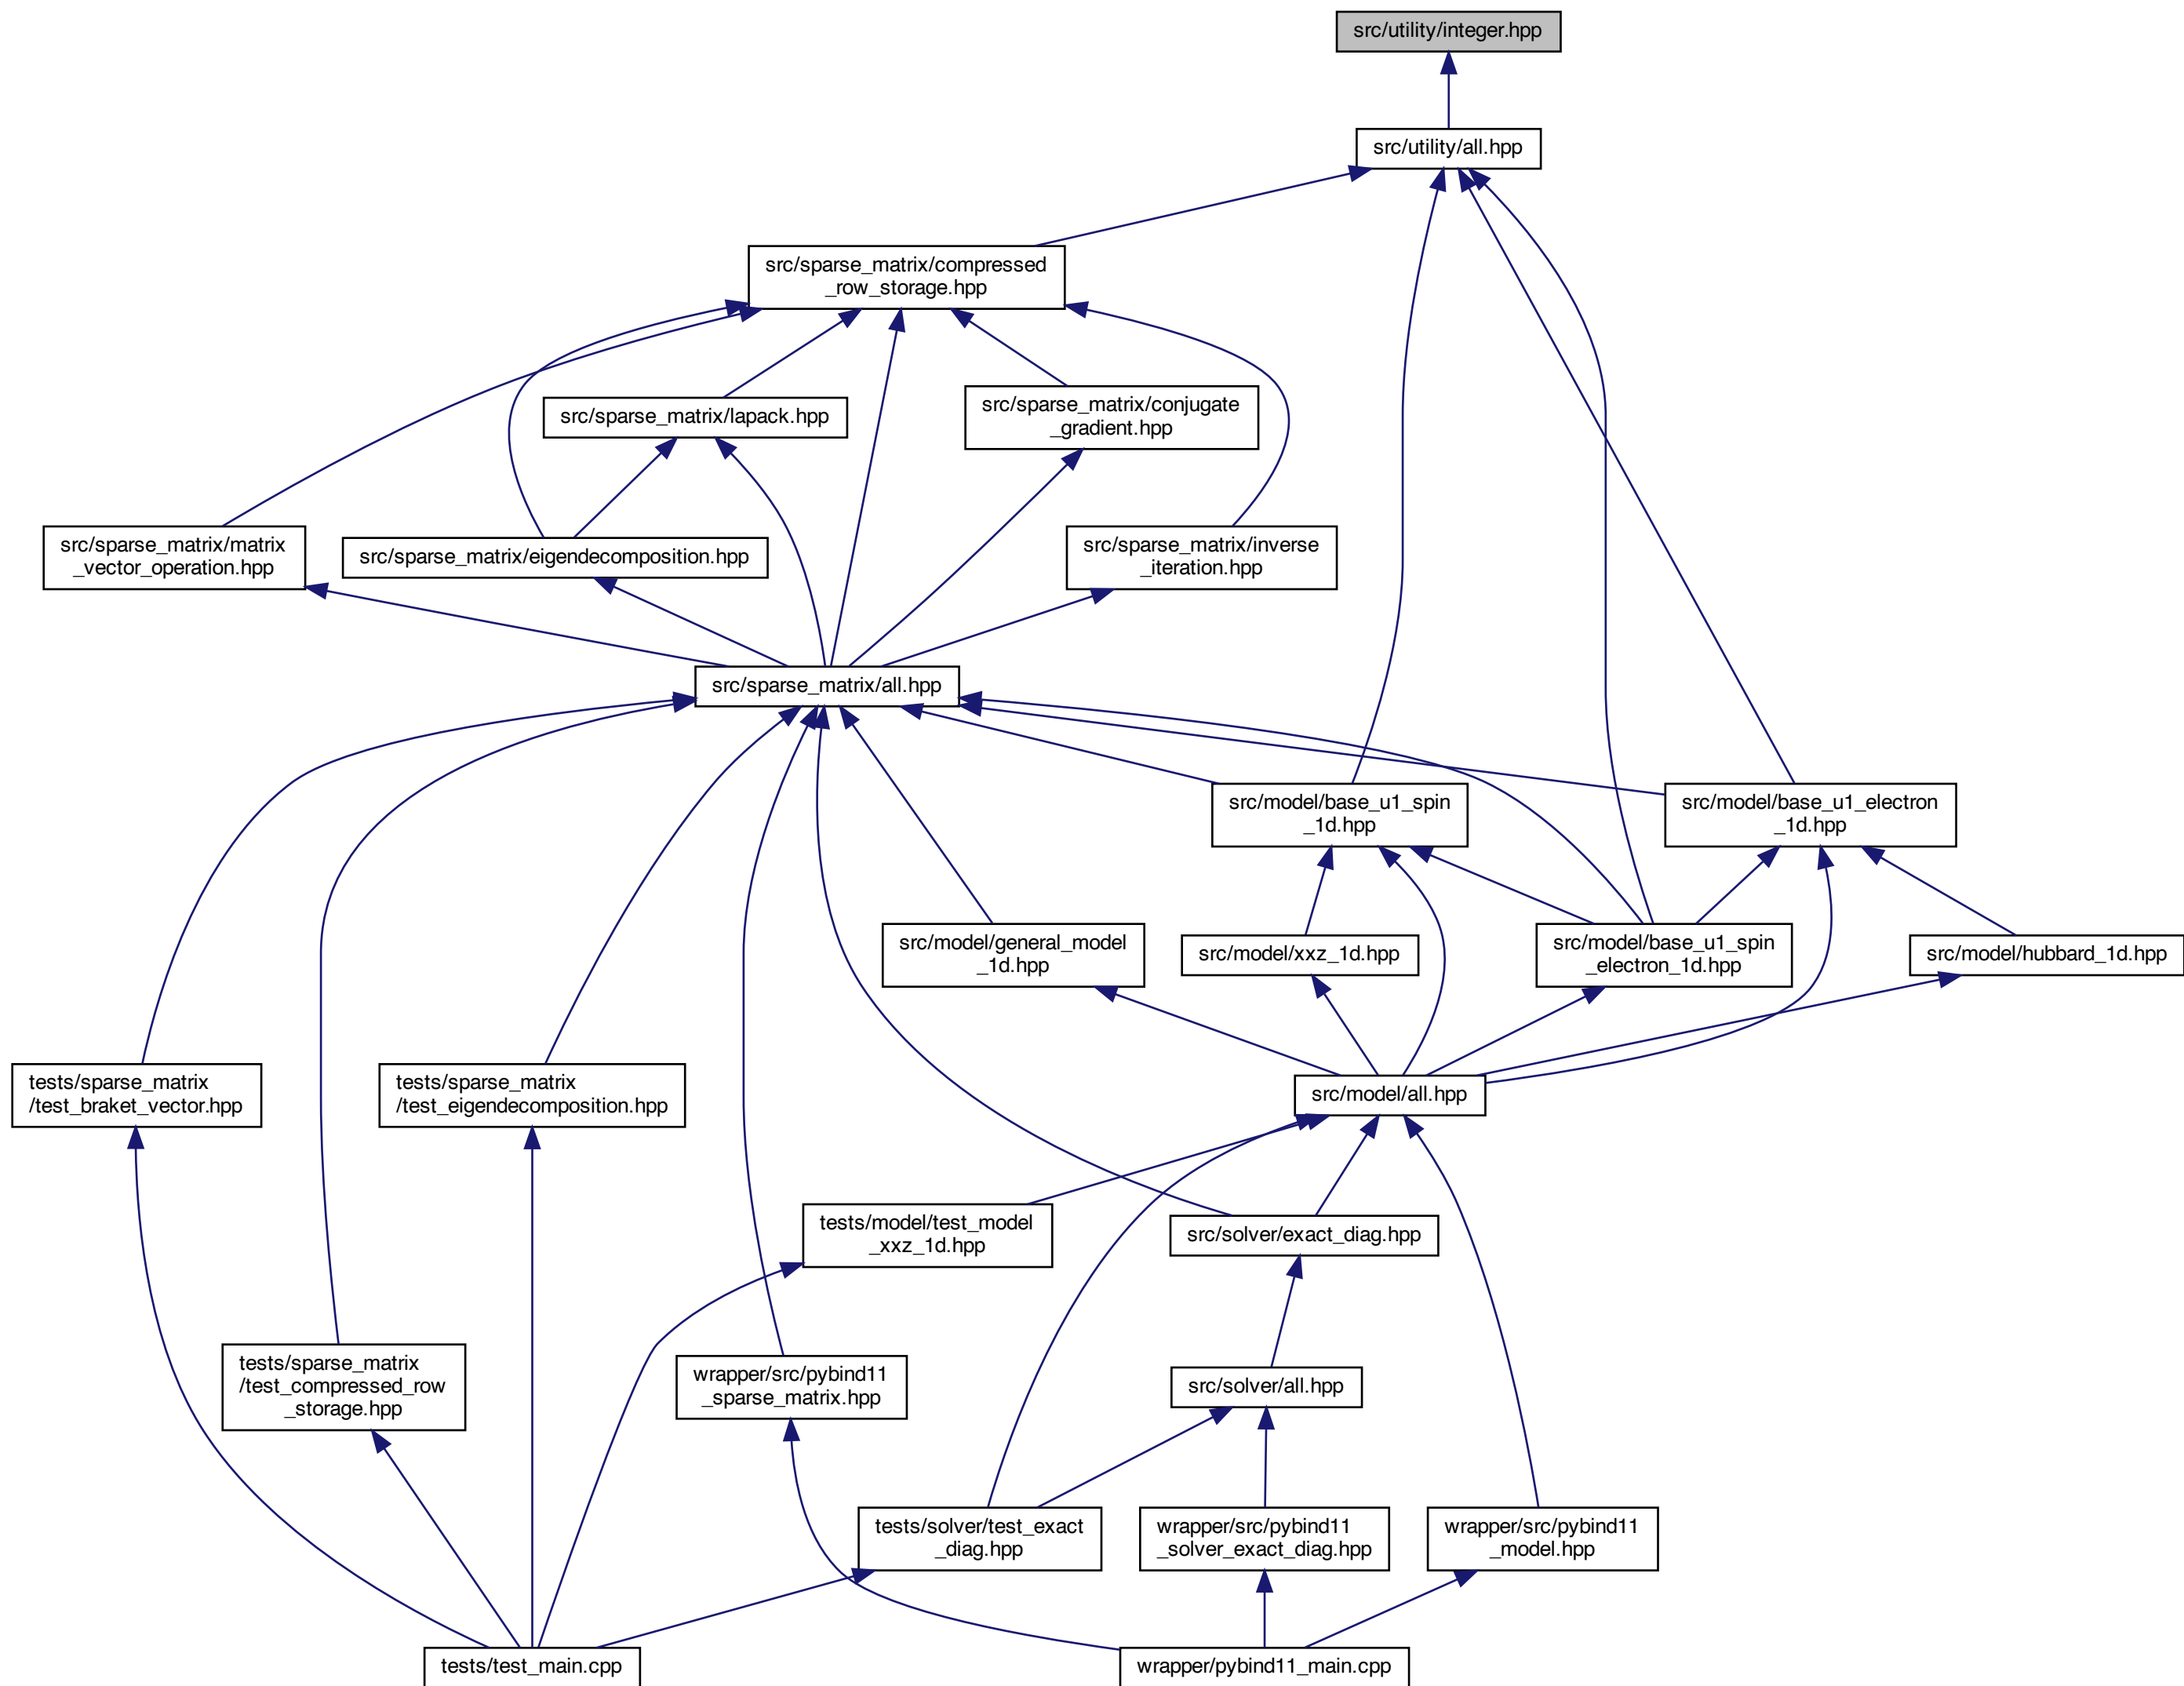 src/utility/integer.hpp
src/utility/all.hpp
src/sparse_matrix/compressed
_row_storage.hpp
src/sparse_matrix/lapack.hpp
src/sparse_matrix/conjugate
_gradient.hpp
src/sparse_matrix/matrix
_vector_operation.hpp
src/sparse_matrix/eigendecomposition.hpp
src/sparse_matrix/inverse
_iteration.hpp
src/sparse_matrix/all.hpp
src/model/base_u1_spin
_1d.hpp
src/model/base_u1_electron
_1d.hpp
src/model/general_model
_1d.hpp
src/model/xxz_1d.hpp
src/model/base_u1_spin
_electron_1d.hpp
src/model/hubbard_1d.hpp
tests/sparse_matrix
/test_braket_vector.hpp
tests/sparse_matrix
/test_eigendecomposition.hpp
src/model/all.hpp
tests/model/test_model
_xxz_1d.hpp
src/solver/exact_diag.hpp
tests/sparse_matrix
/test_compressed_row
_storage.hpp
wrapper/src/pybind11
_sparse_matrix.hpp
src/solver/all.hpp
tests/solver/test_exact
_diag.hpp
wrapper/src/pybind11
_solver_exact_diag.hpp
wrapper/src/pybind11
_model.hpp
tests/test_main.cpp
wrapper/pybind11_main.cpp